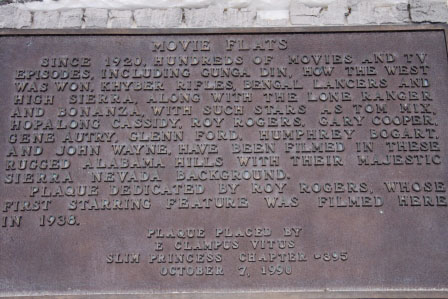 MOVIE FLATS
SINCE 1920, HUNDREDS OF MOVIES AND TV
EPISODES, INCLUDING GUNGA DIN, HOW THE WEST
WAS WON, KHYBER RIFLES, BENGAL LANCERS AND
HIGH SIERRA, ALONG WITH THE LONE RANGER
AND BONANZA, WITH SUCH STARS AS TOM MIX,
HOPALONG CASSIDY, ROY ROGERS, GARY COOPER,
GENE AUTRY, GLENN FORD, HUMPHREY BOGART
AND JOHN WAYNE, HAVE BEEN FILMED IN THESE
RUGGED ALABAMA HILLS WITH THEIR MAJESTIC
SIERRA NEVADA BACKGROUND.
PLAQUE DEDICATED BY ROY ROGERS, WHOSE
FIRST STARRING FEATURE WAS FILMED HERE
IN 1938.
PLAQUE PLACED BY
E CLAMPUS VITUS
SLIM PRINCESS CHAPTER #395
OCTOBER 7, 1990